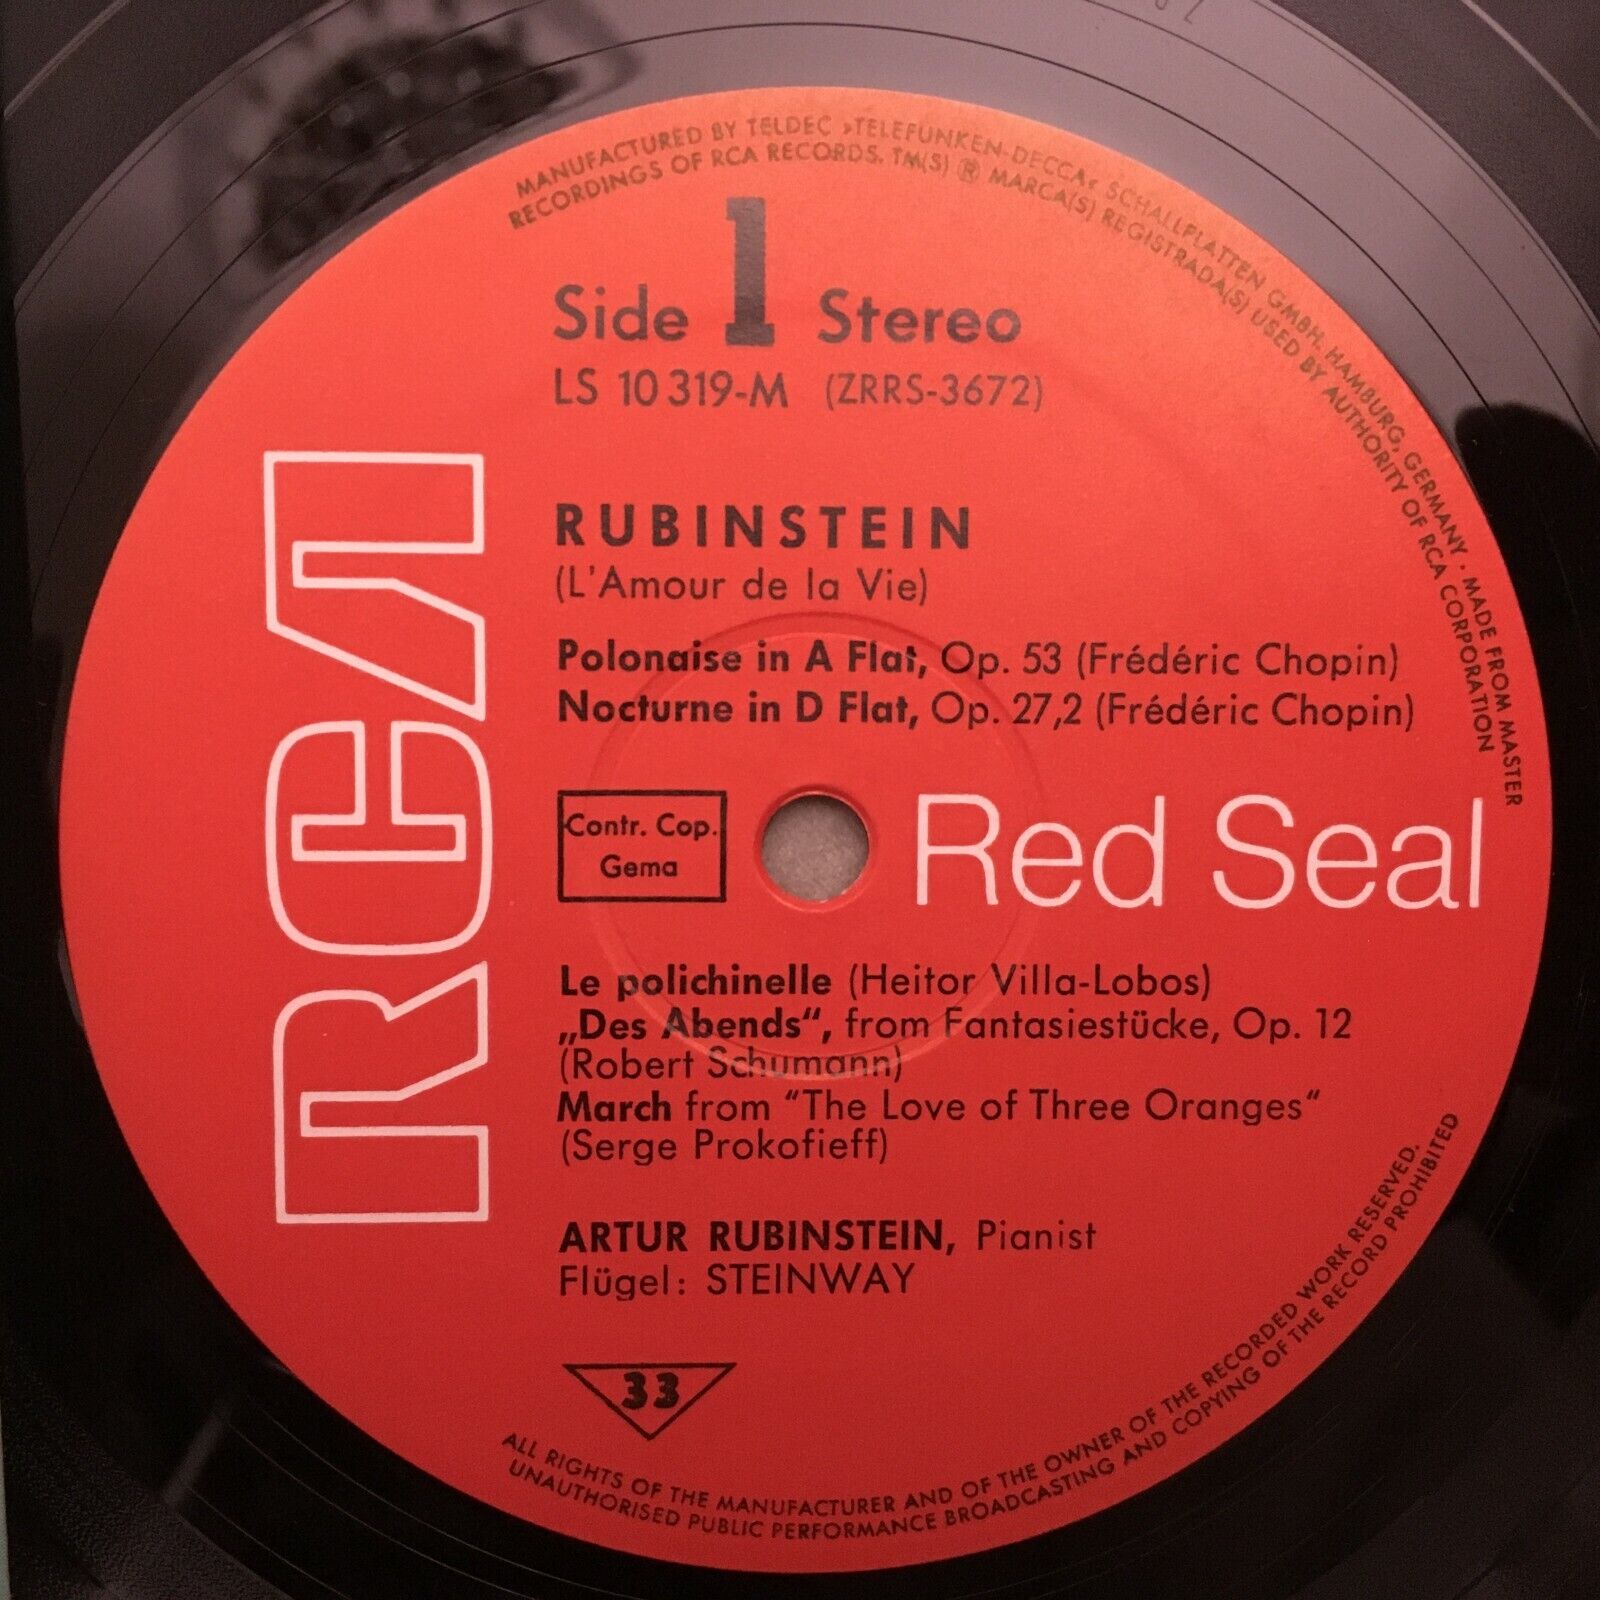 MANUFACTURED BY TELDEC »TELEFUNKEN-DECCA« SCHALLPLATTEN GMBH, HAMBURG, GERMANY · MADE FROM MASTER
RECORDINGS OF RCA RECORDS. TM(S) ® MARCA(S) REGISTRADA(S) USED BY AUTHORITY OF RCA CORPORATION
Side 1 Stereo
LS 10 319-M (ZRRS-3672)
RCA
RUBINSTEIN
(L'Amour de la Vie)
Polonaise in A Flat, Op. 53 (Frédéric Chopin)
Nocturne in D Flat, Op. 27,2 (Frédéric Chopin)
Contr. Cop.
Gema
Red Seal
Le polichinelle (Heitor Villa-Lobos)
„Des Abends“, from Fantasiestücke, Op. 12
(Robert Schumann)
March from “The Love of Three Oranges“
(Serge Prokofieff)
ARTUR RUBINSTEIN, Pianist
Flügel: STEINWAY
33
ALL RIGHTS OF THE MANUFACTURER AND OF THE OWNER OF THE RECORDED WORK RESERVED.
UNAUTHORISED PUBLIC PERFORMANCE BROADCASTING AND COPYING OF THE RECORD PROHIBITED